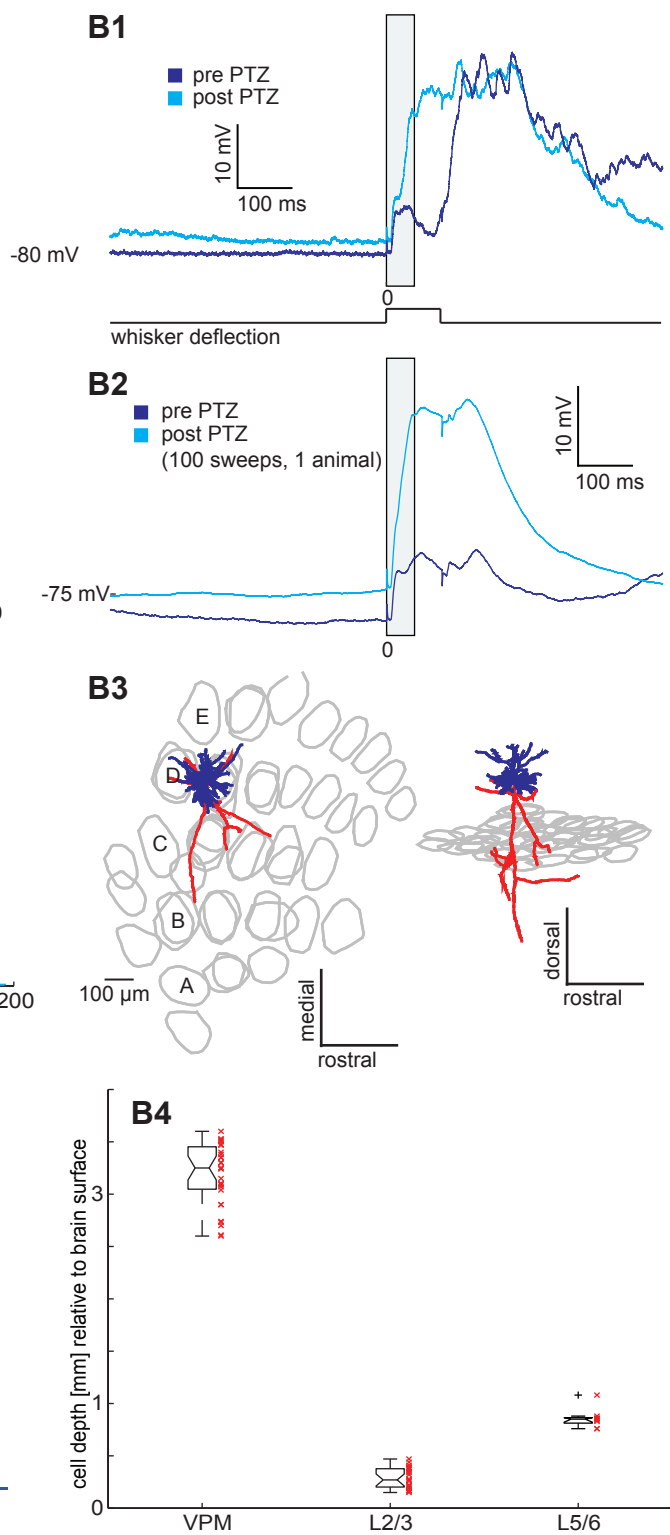 B1
pre PTZ
post PTZ
10 mV
100 ms
-80 mV
0
whisker deflection
B2
pre PTZ
post PTZ
(100 sweeps, 1 animal)
10 mV
100 ms
-75 mV
0
B3
E
D
C
B
A
100 µm
medial
rostral
dorsal
rostral
200
B4
cell depth [mm] relative to brain surface
3
1
0
VPM
L2/3
L5/6